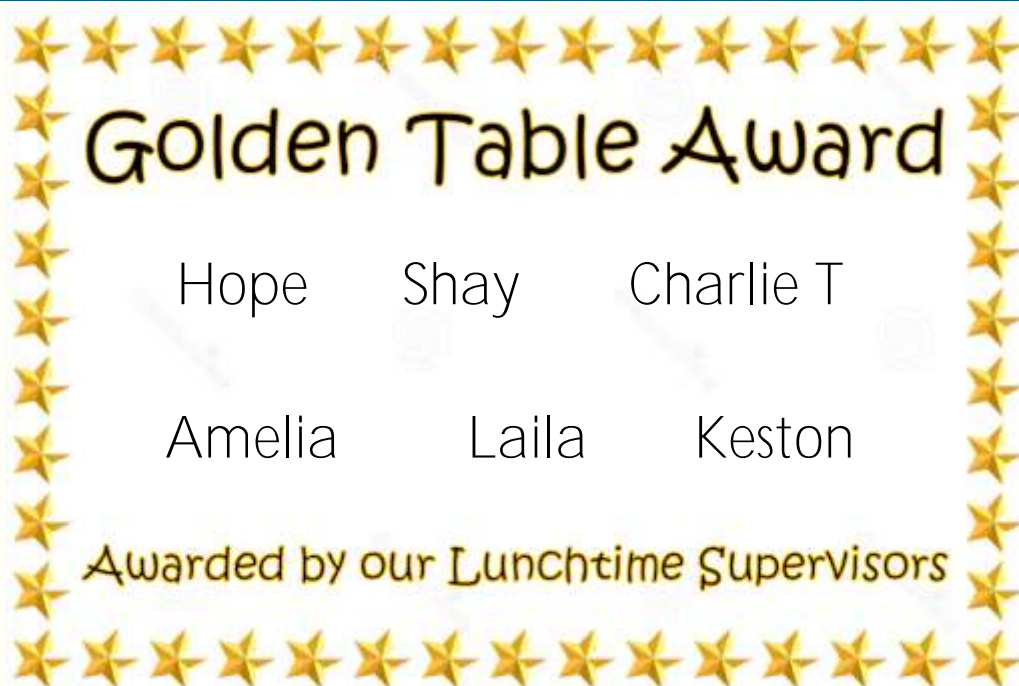 Golden Table Award
Hope Shay Charlie T
Amelia Laila Keston
Awarded by our Lunchtime Supervisors